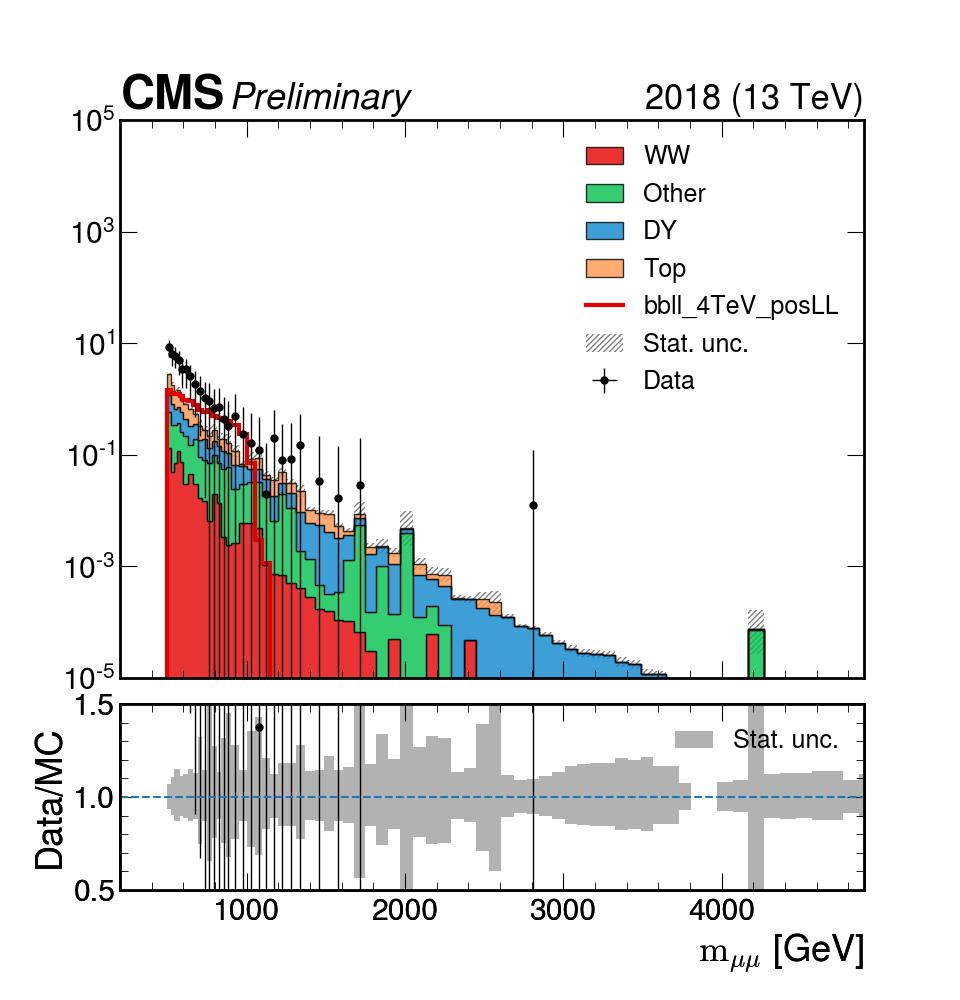 CMS Preliminary 2018 (13 TeV)
10^5
10^3
10^1
10^-1
10^-3
10^-5
WW
Other
DY
Top
bbll_4TeV_posLL
Stat. unc.
Data
1.5
1.0
0.5
Data/MC
Stat. unc.
1000 2000 3000 4000
m_μμ [GeV]